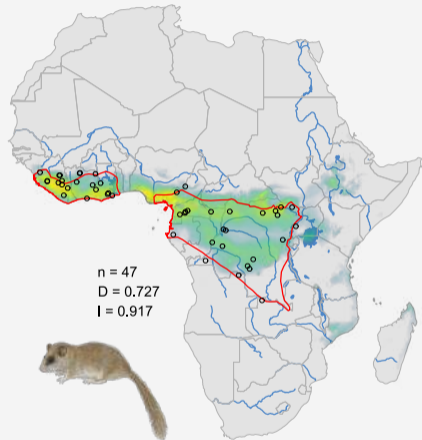 n = 47
D = 0.727
I = 0.917